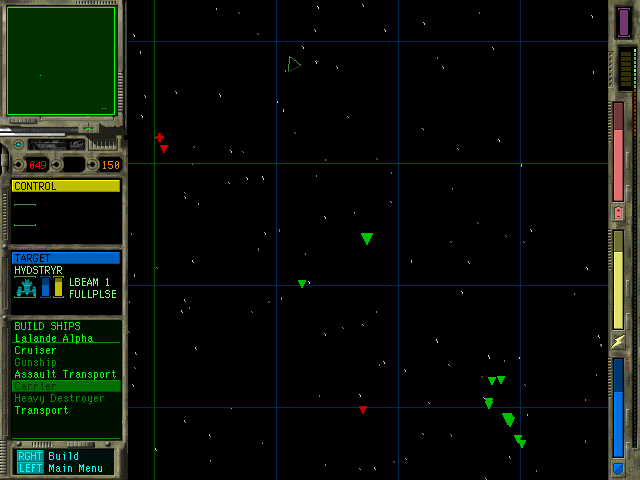 049 150
CONTROL
TARGET
HVDSTRYR
LBEAM 1
FULLPLSE
BUILD SHIPS
Lalande Alpha
Cruiser
Gunship
Assault Transport
Carrier
Heavy Destroyer
Transport
RGHT Build
LEFT Main Menu